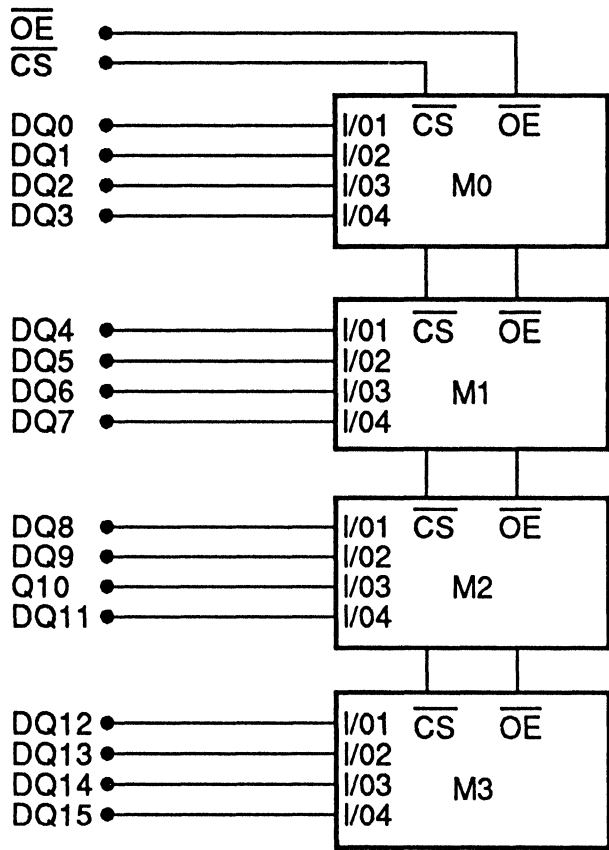 OE
CS
DQ0 I/01 CS OE
DQ1 I/02
DQ2 I/03 M0
DQ3 I/04
DQ4 I/01 CS OE
DQ5 I/02
DQ6 I/03 M1
DQ7 I/04
DQ8 I/01 CS OE
DQ9 I/02
Q10 I/03 M2
DQ11 I/04
DQ12 I/01 CS OE
DQ13 I/02
DQ14 I/03 M3
DQ15 I/04